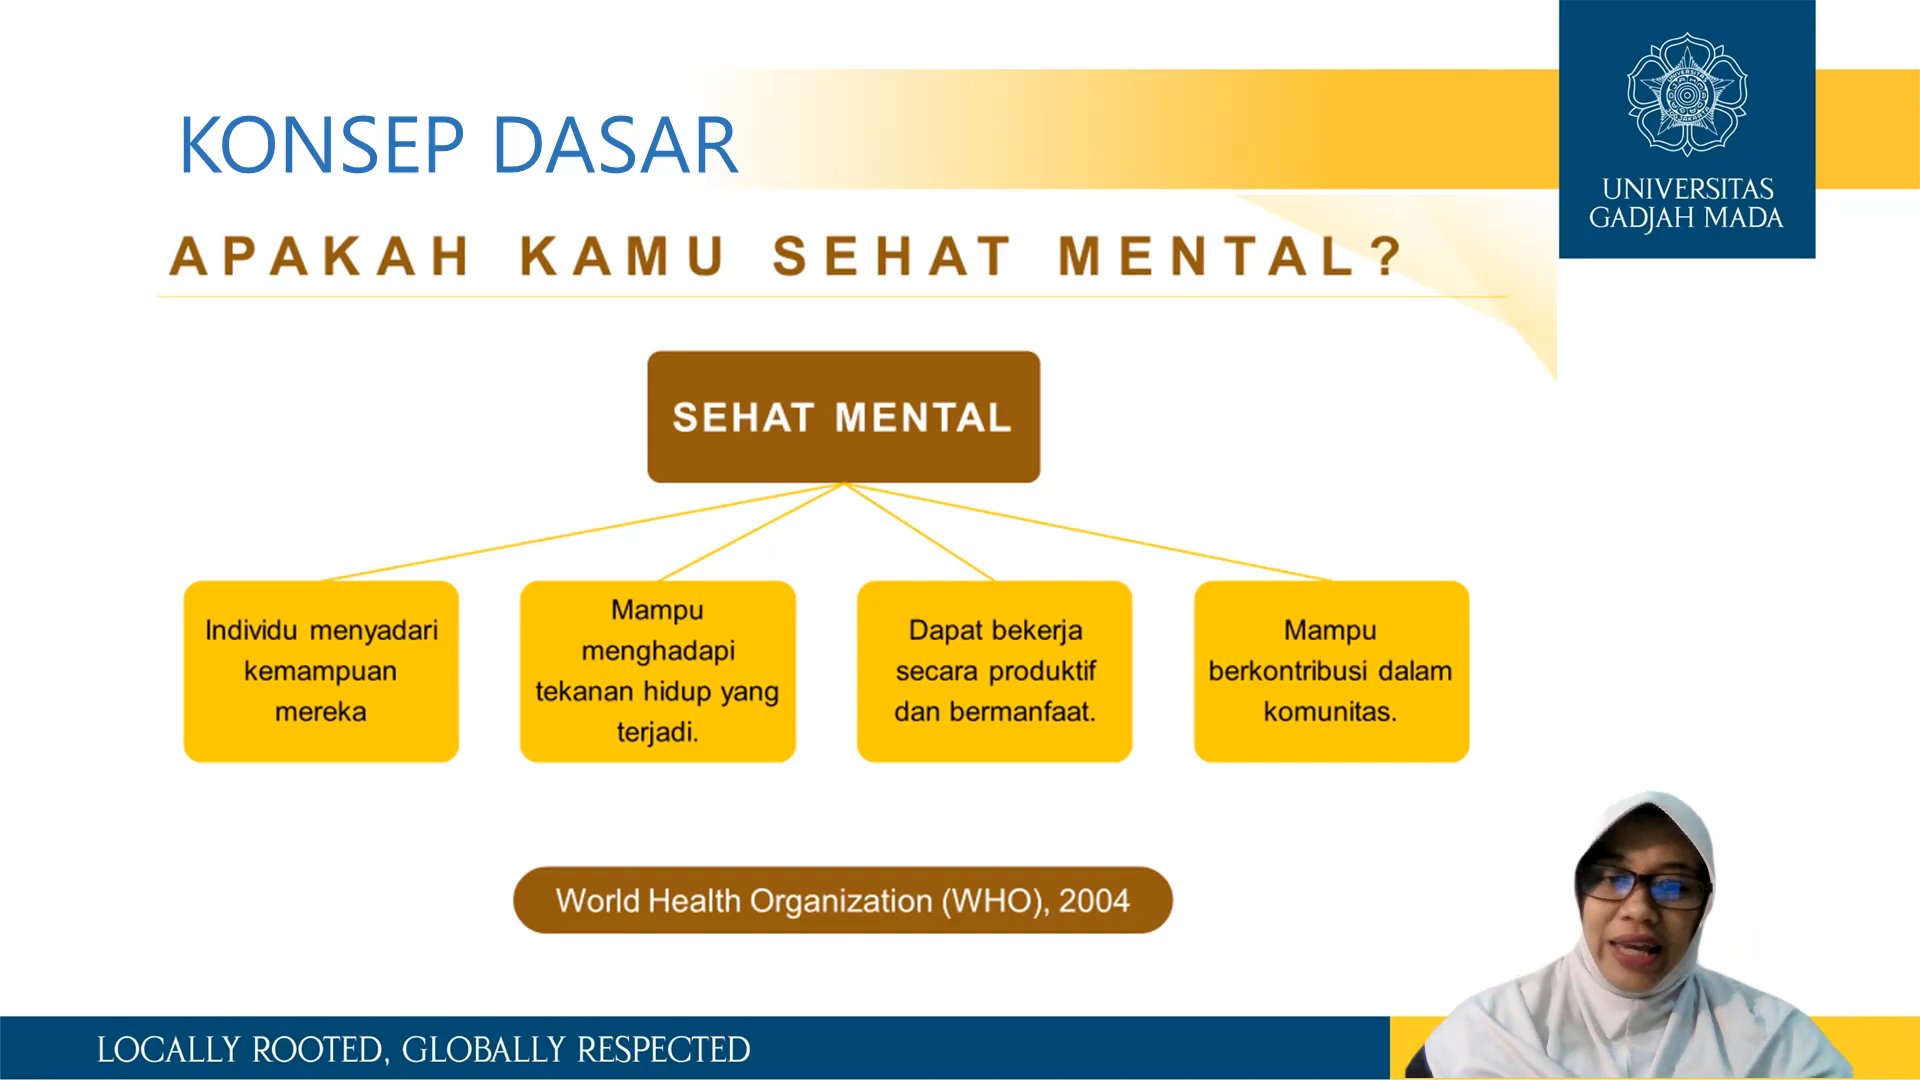 KONSEP DASAR
APAKAH KAMU SEHAT MENTAL?
UNIVERSITAS
GADJAH MADA
SEHAT MENTAL
Individu menyadari
kemampuan
mereka
Mampu
menghadapi
tekanan hidup yang
terjadi.
Dapat bekerja
secara produktif
dan bermanfaat.
Mampu
berkontribusi dalam
komunitas.
World Health Organization (WHO), 2004
LOCALLY ROOTED, GLOBALLY RESPECTED